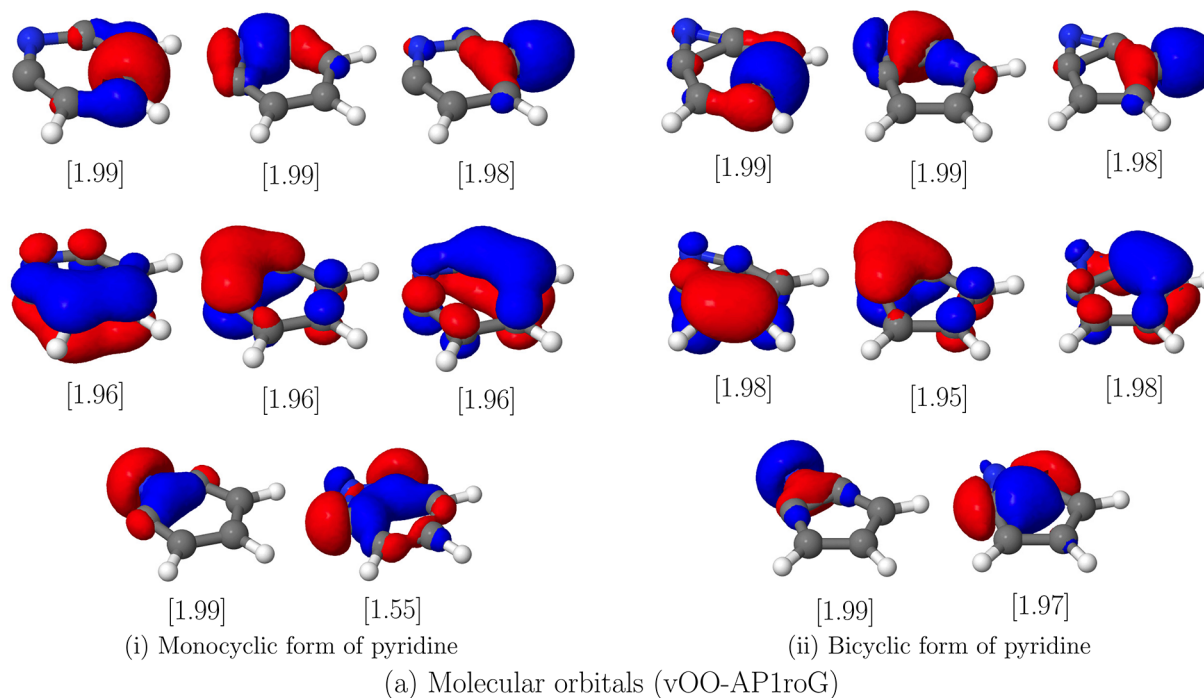 [1.99] [1.99] [1.98] [1.99] [1.99] [1.98]
[1.96] [1.96] [1.96] [1.98] [1.95] [1.98]
[1.99] [1.55] [1.99] [1.97]
(i) Monocyclic form of pyridine (ii) Bicyclic form of pyridine
(a) Molecular orbitals (vOO-AP1roG)